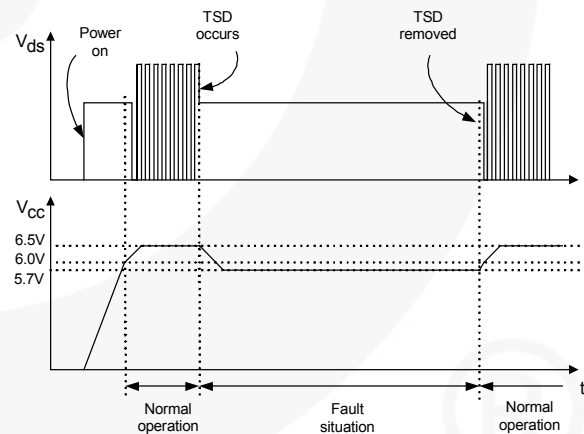 Power
on
TSD
occurs
TSD
removed
Vds
Vcc
6.5V
6.0V
5.7V
t
Normal
operation
Fault
situation
Normal
operation
R